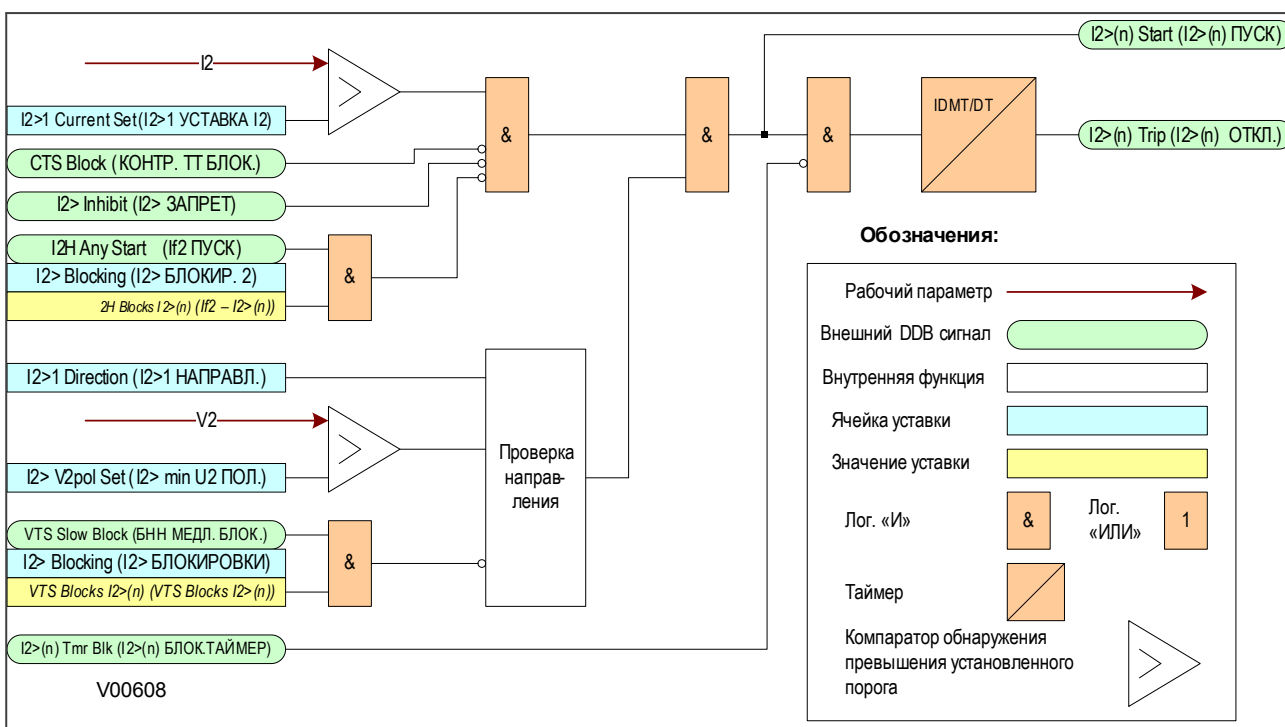 I2
I2>1 Current Set(I2>1 УСТАВКА I2)
CTS Block ( КОНТР. ТТ БЛОК.)
I2> Inhibit (I2> ЗАПРЕТ)
I2H Any Start (If2 ПУСК)
I2> Blocking (I2> БЛОКИР. 2)
2H Blocks I2>(n) (If2 – I2>(n))
I2>1 Direction (I2>1 НАПРАВЛ.)
V2
I2> V2pol Set (I2> min U2 ПОЛ.)
VTS Slow Block (БНН МЕДЛ. БЛОК.)
I2> Blocking (I2> БЛОКИРОВКИ)
VTS Blocks I2>(n) (VTS Blocks I2>(n))
I2>(n) Tmr Blk (I2>(n) БЛОК.ТАЙМЕР)
V00608
&
&
&
Проверка
направ-
ления
&
&
IDMT/DT
I2>(n) Start (I2>(n) ПУСК)
I2>(n) Trip (I2>(n) ОТКЛ.)
Обозначения:
Рабочий параметр
Внешний DDB сигнал
Внутренняя функция
Ячейка уставки
Значение уставки
Лог. «И»
&
Лог.
«ИЛИ»
1
Таймер
Компаратор обнаружения
превышения установленного
порога